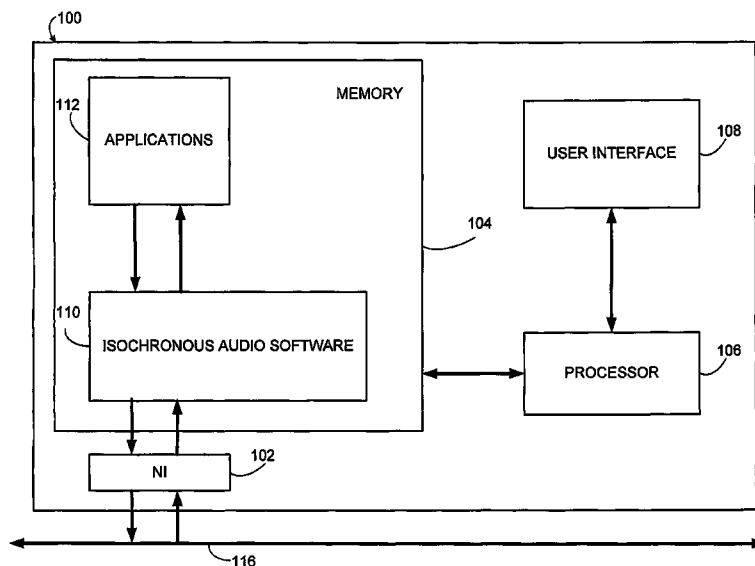 100
112
MEMORY
APPLICATIONS
108
USER INTERFACE
104
110
ISOCHRONOUS AUDIO SOFTWARE
106
PROCESSOR
102
NI
116